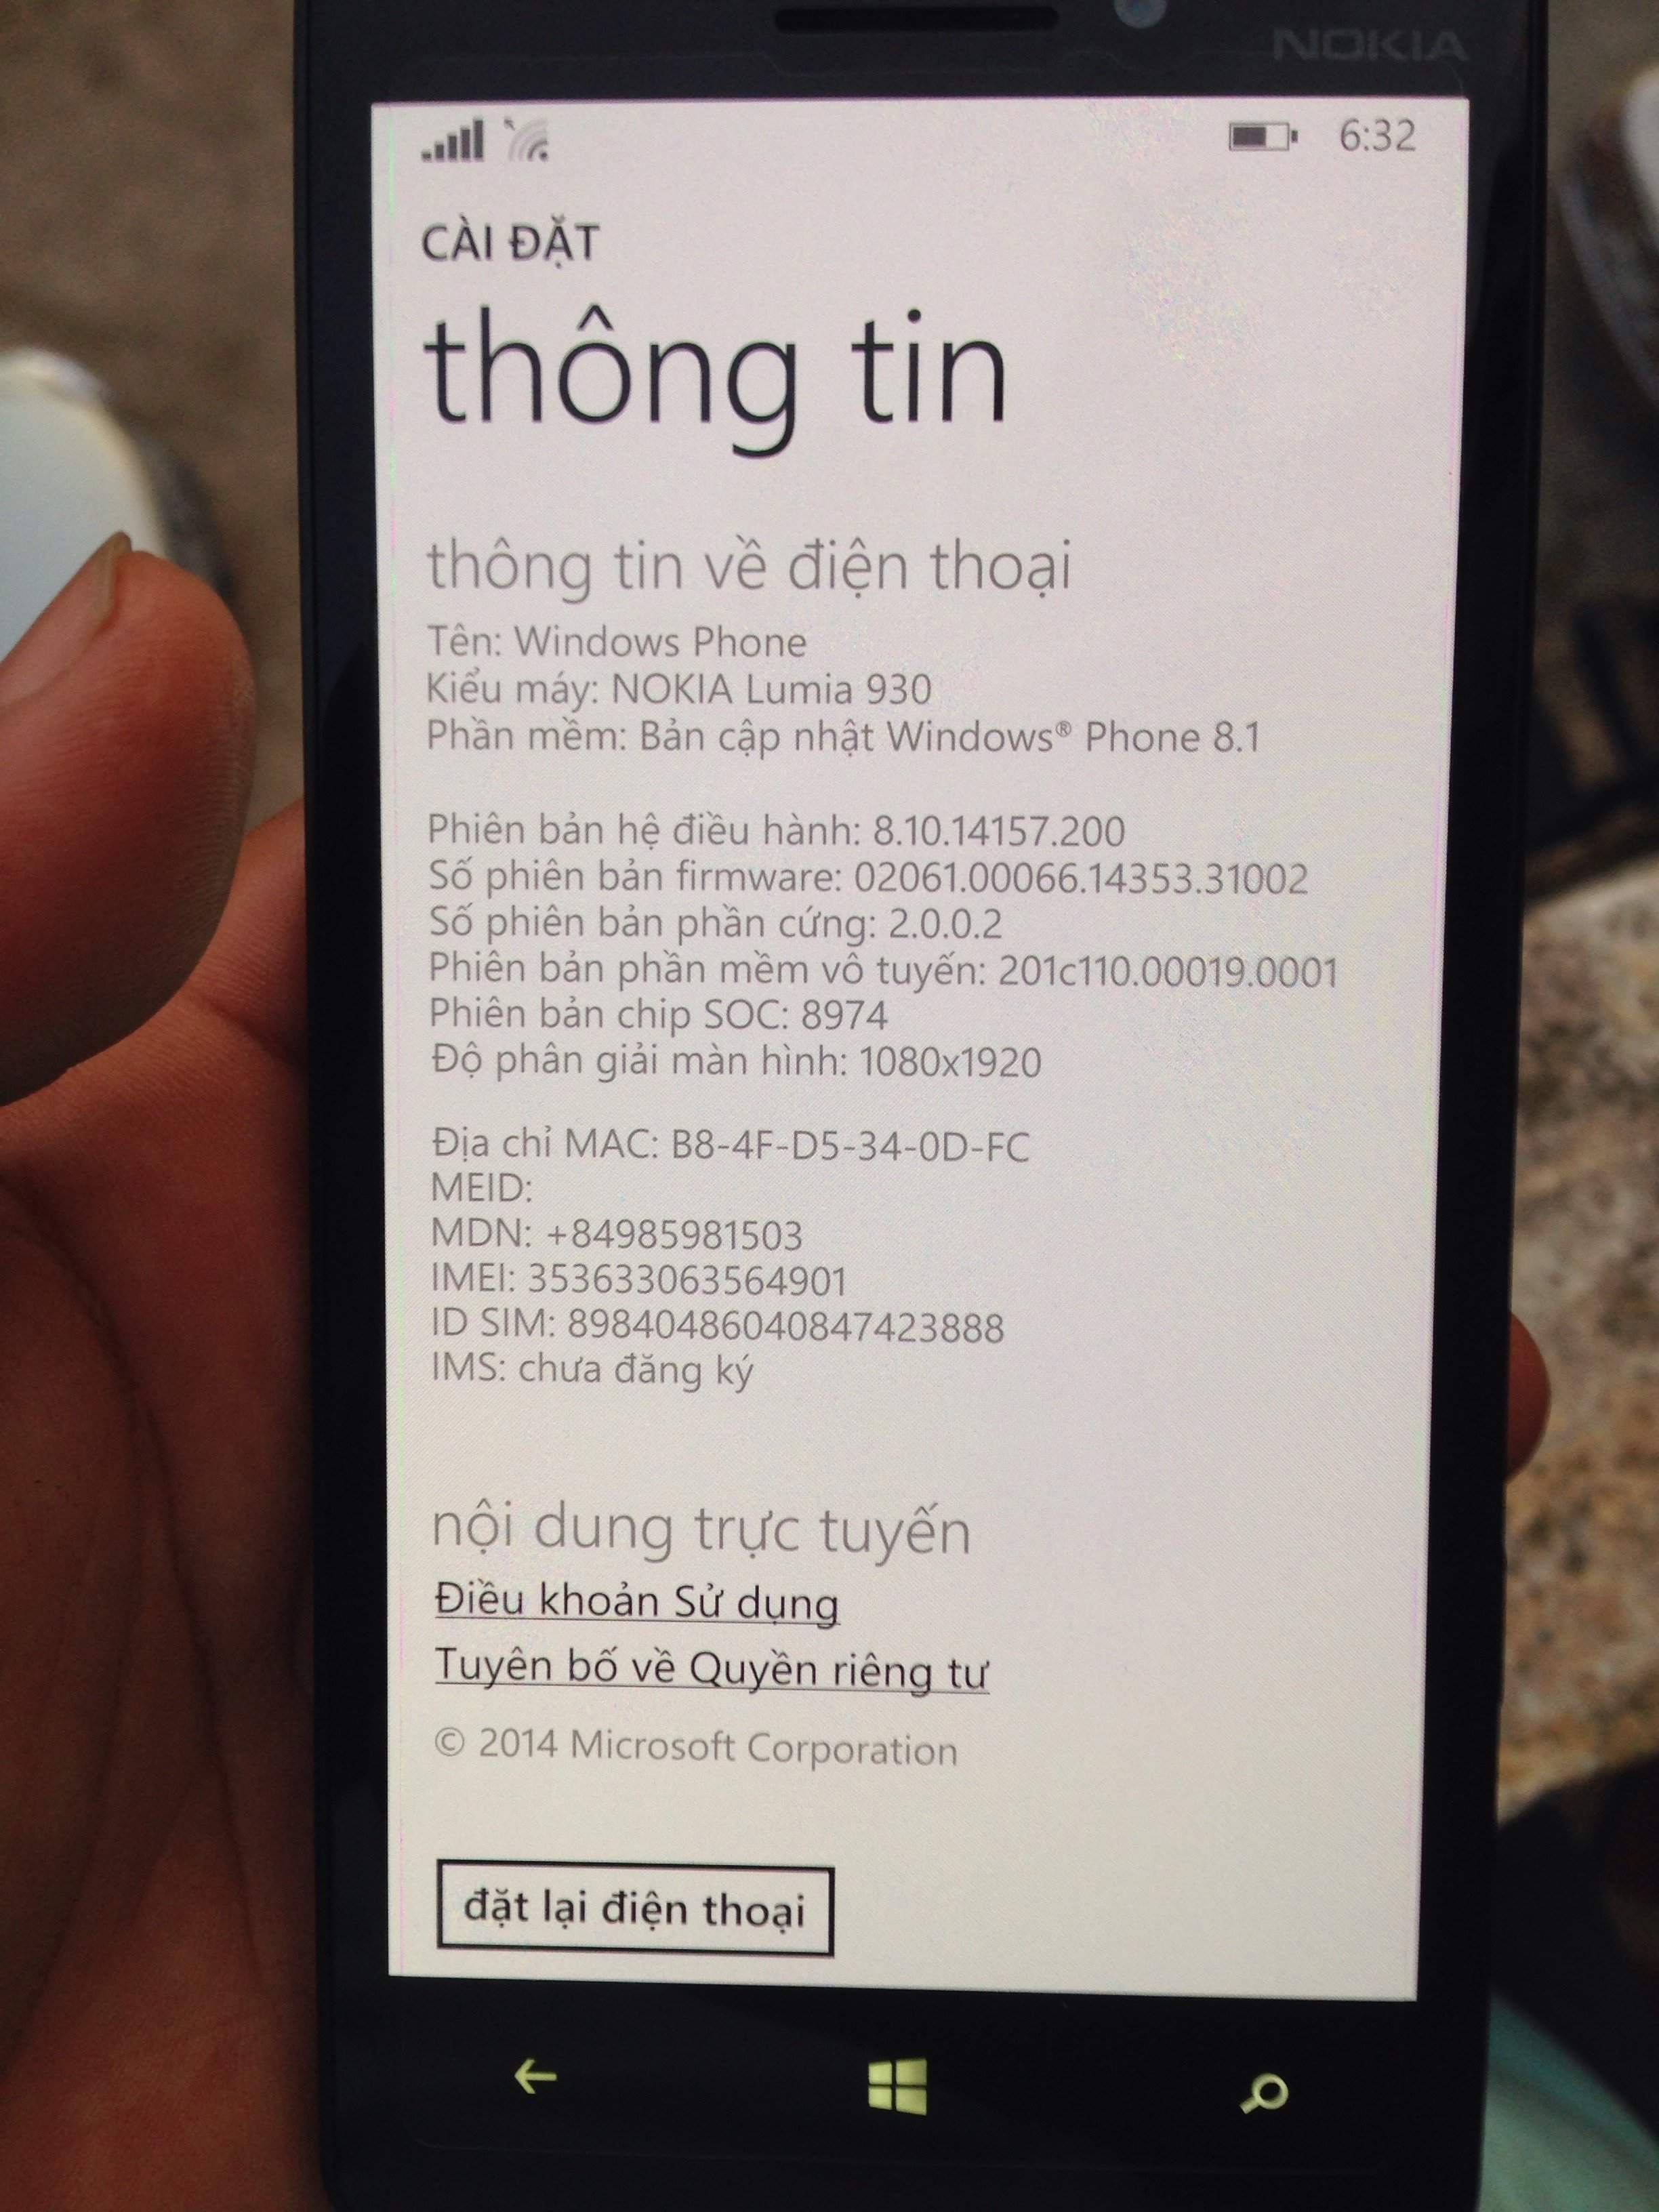 NOKIA
6:32
CÀI ĐẶT
thông tin
thông tin về điện thoại
Tên: Windows Phone
Kiểu máy: NOKIA Lumia 930
Phần mềm: Bản cập nhật Windows® Phone 8.1
Phiên bản hệ điều hành: 8.10.14157.200
Số phiên bản firmware: 02061.00066.14353.31002
Số phiên bản phần cứng: 2.0.0.2
Phiên bản phần mềm vô tuyến: 201c110.00019.0001
Phiên bản chip SOC: 8974
Độ phân giải màn hình: 1080x1920
Địa chỉ MAC: B8-4F-D5-34-0D-FC
MEID:
MDN: +84985981503
IMEI: 353633063564901
ID SIM: 89840486040847423888
IMS: chưa đăng ký
nội dung trực tuyến
Điều khoản Sử dụng
Tuyên bố về Quyền riêng tư
© 2014 Microsoft Corporation
đặt lại điện thoại